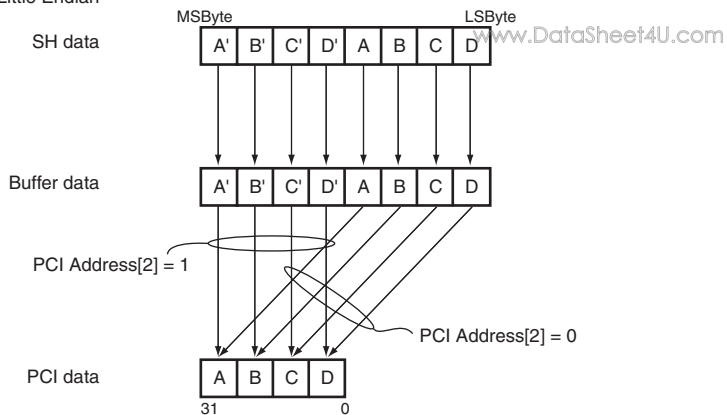 Little Endian
MSByte LSByte
SH data A' B' C' D' A B C D
www.DataSheet4U.com
Buffer data A' B' C' D' A B C D
PCI Address[2] = 1
PCI Address[2] = 0
PCI data A B C D
31 0